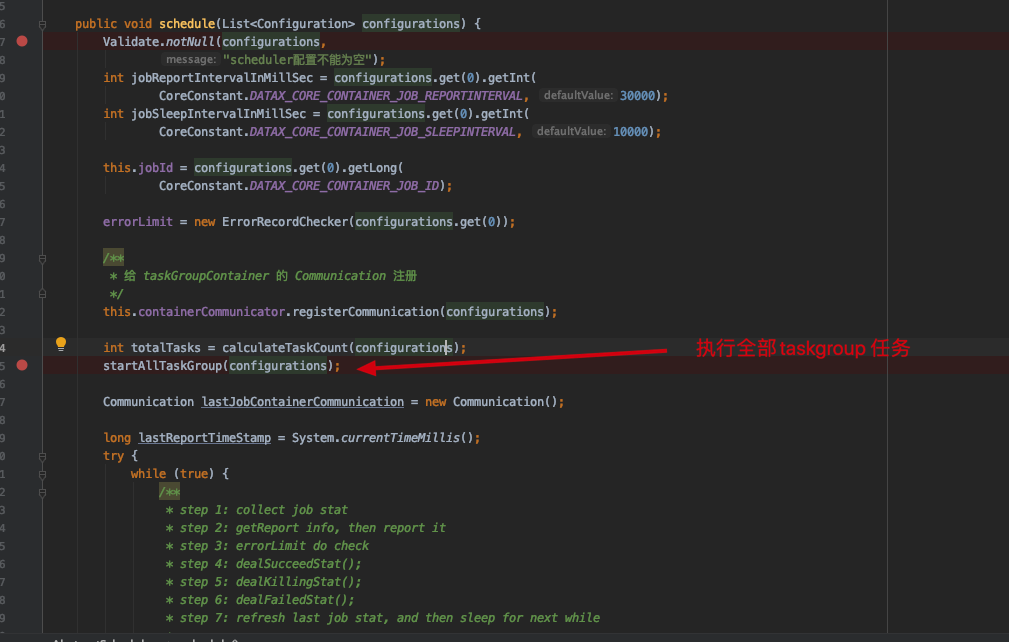 public void schedule(List<Configuration> configurations) {
Validate.notNull(configurations,
message: "scheduler配置不能为空");
int jobReportIntervalInMillSec = configurations.get(0).getInt(
CoreConstant.DATAX_CORE_CONTAINER_JOB_REPORTINTERVAL, defaultValue: 30000);
int jobSleepIntervalInMillSec = configurations.get(0).getInt(
CoreConstant.DATAX_CORE_CONTAINER_JOB_SLEEPINTERVAL, defaultValue: 10000);
this.jobId = configurations.get(0).getLong(
CoreConstant.DATAX_CORE_CONTAINER_JOB_ID);
errorLimit = new ErrorRecordChecker(configurations.get(0));
/**
* 给 taskGroupContainer 的 Communication 注册
*/
this.containerCommunicator.registerCommunication(configurations);
int totalTasks = calculateTaskCount(configurations);
startAllTaskGroup(configurations);
执行全部taskgroup 任务
Communication lastJobContainerCommunication = new Communication();
long lastReportTimeStamp = System.currentTimeMillis();
try {
while (true) {
/**
* step 1: collect job stat
* step 2: getReport info, then report it
* step 3: errorLimit do check
* step 4: dealSucceedStat();
* step 5: dealKillingStat();
* step 6: dealFailedStat();
* step 7: refresh last job stat, and then sleep for next while